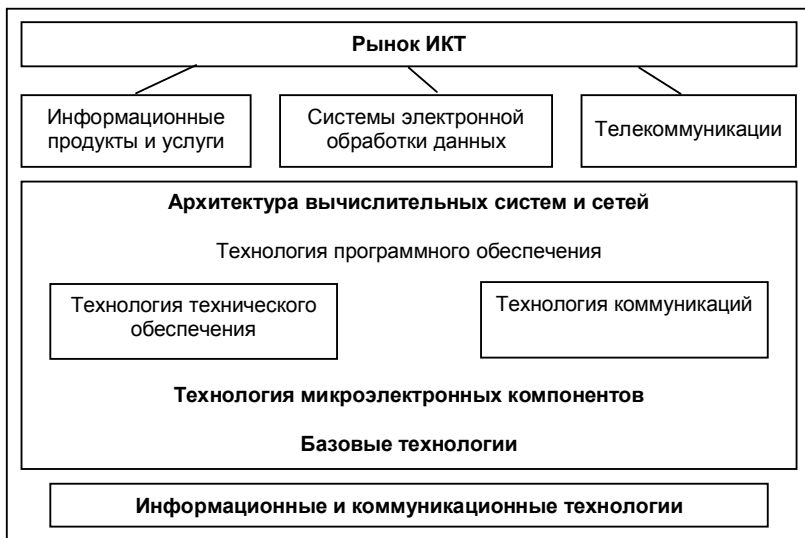 Рынок ИКТ
Информационные
продукты и услуги
Системы электронной
обработки данных
Телекоммуникации
Архитектура вычислительных систем и сетей
Технология программного обеспечения
Технология технического
обеспечения
Технология коммуникаций
Технология микроэлектронных компонентов
Базовые технологии
Информационные и коммуникационные технологии